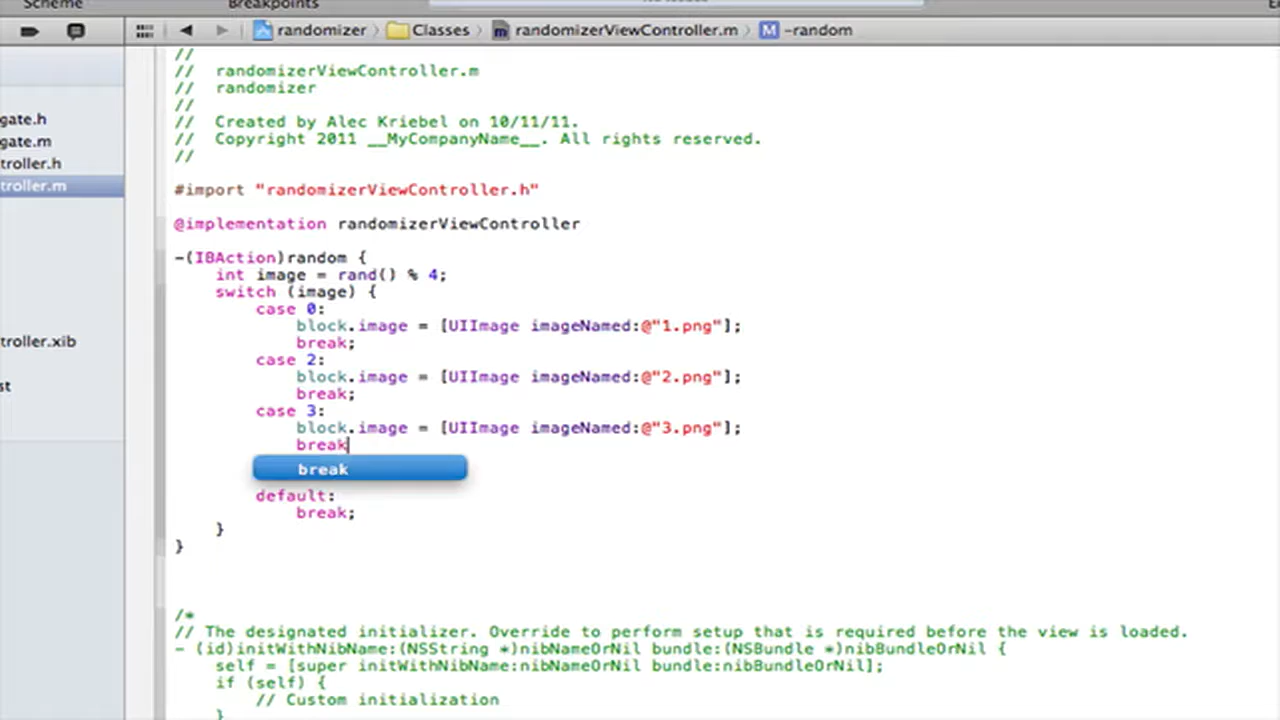 Scheme
Breakpoints
randomizer
Classes
randomizerViewController.m
M -random
gate.h
gate.m
troller.h
troller.m
ntroller.xib
st
//
// randomizerViewController.m
// randomizer
//
// Created by Alec Kriebel on 10/11/11.
// Copyright 2011 __MyCompanyName__. All rights reserved.
//
#import "randomizerViewController.h"
@implementation randomizerViewController
-(IBAction)random {
int image = rand() % 4;
switch (image) {
case 0:
block.image = [UIImage imageNamed:@"1.png"];
break;
case 2:
block.image = [UIImage imageNamed:@"2.png"];
break;
case 3:
block.image = [UIImage imageNamed:@"3.png"];
break
break
default:
break;
}
}
/*
// The designated initializer. Override to perform setup that is required before the view is loaded.
- (id)initWithNibName:(NSString *)nibNameOrNil bundle:(NSBundle *)nibBundleOrNil {
self = [super initWithNibName:nibNameOrNil bundle:nibBundleOrNil];
if (self) {
// Custom initialization
}